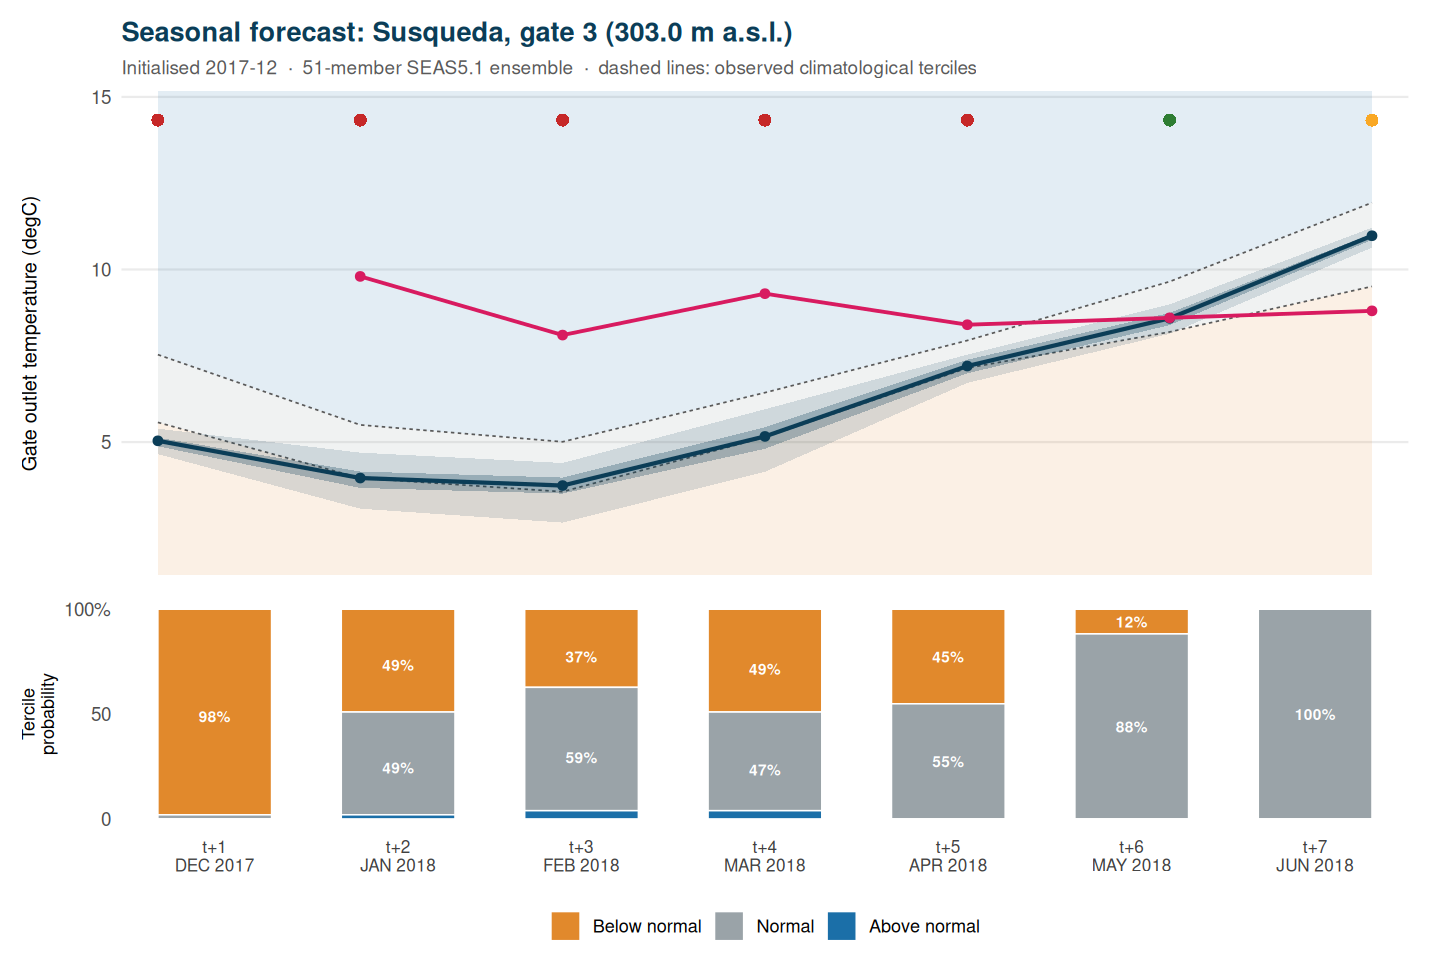 Seasonal forecast: Susqueda, gate 3 (303.0 m a.s.l.)
Initialised 2017-12 · 51-member SEAS5.1 ensemble · dashed lines: observed climatological terciles
Gate outlet temperature (degC)
15
10
5
Tercile
probability
100%
50
0
98%
49%
49%
37%
59%
49%
47%
45%
55%
12%
88%
100%
t+1
DEC 2017
t+2
JAN 2018
t+3
FEB 2018
t+4
MAR 2018
t+5
APR 2018
t+6
MAY 2018
t+7
JUN 2018
Below normal
Normal
Above normal